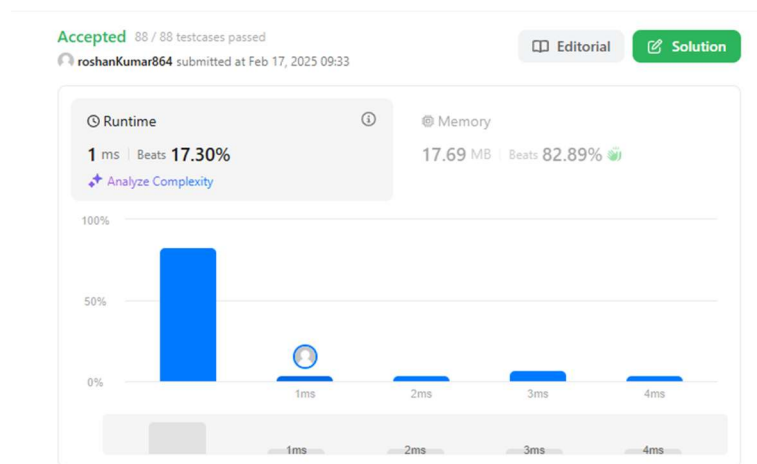 Accepted 88 / 88 testcases passed
Editorial
Solution
roshanKumar864 submitted at Feb 17, 2025 09:33
Runtime
1 ms | Beats 17.30%
Analyze Complexity
Memory
17.69 MB | Beats 82.89%
100%
50%
0%
1ms 2ms 3ms 4ms
1ms 2ms 3ms 4ms